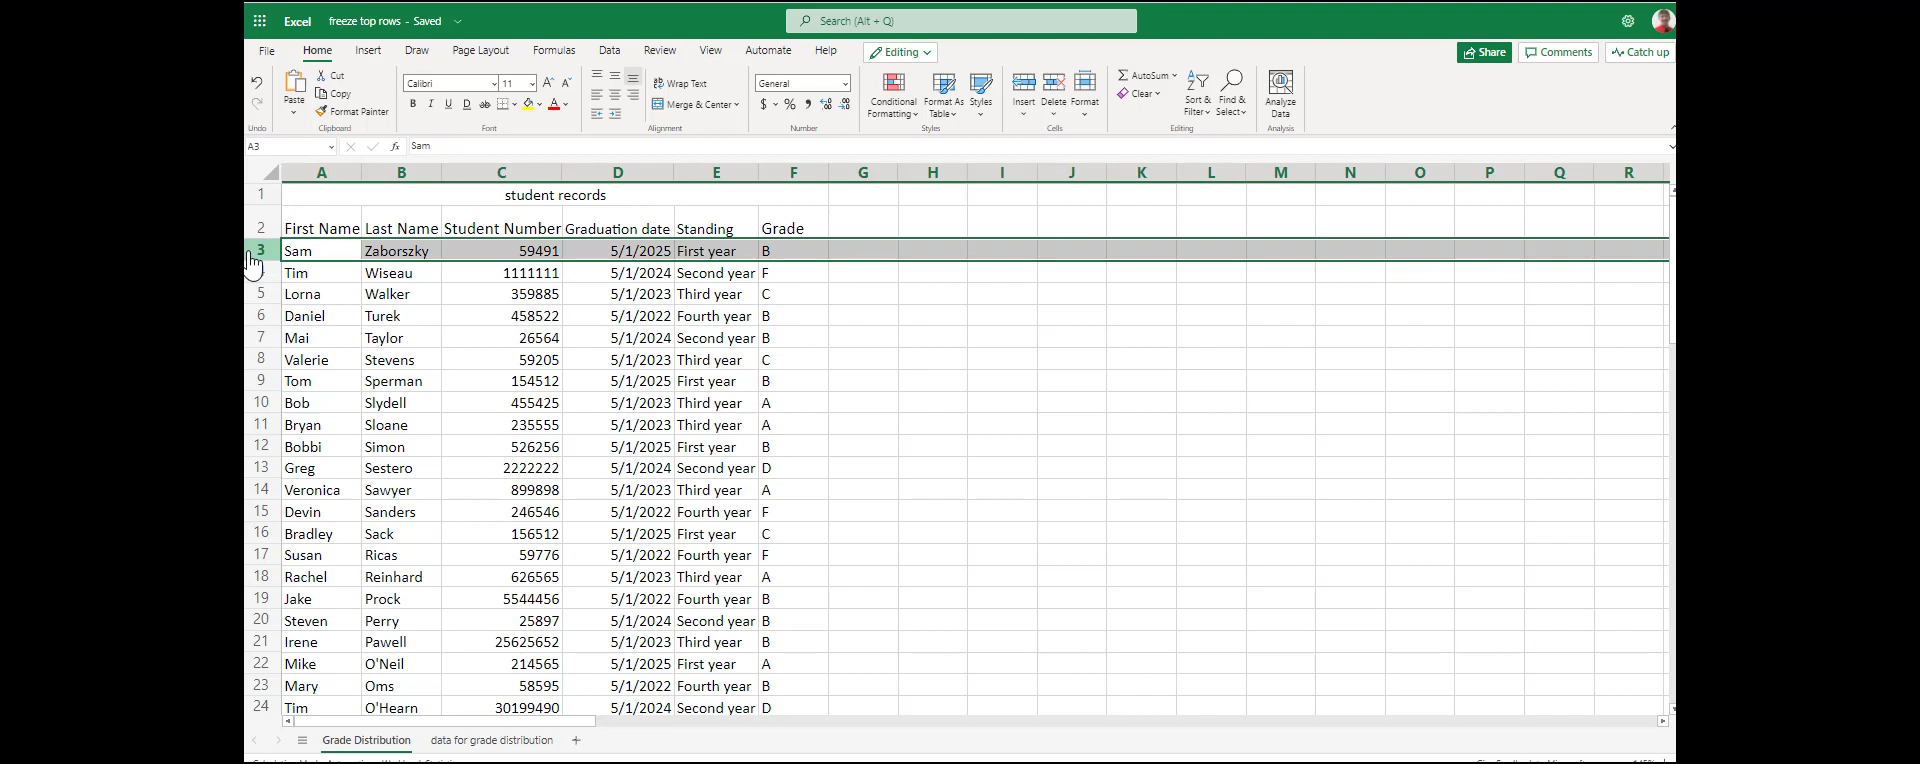 Excel freeze top rows - Saved Search (Alt + Q)
File Home Insert Draw Page Layout Formulas Data Review View Automate Help Editing Share Comments Catch up
Paste Cut Copy Format Painter Calibri 11 Wrap Text Merge & Center General Conditional Formatting Format As Table Styles Insert Delete Format AutoSum Clear Sort & Filter Find & Select Analyze Data
Undo Clipboard Font Alignment Number Styles Cells Editing Analysis
A3 fx Sam
A B C D E F G H I J K L M N O P Q R
1 student records
2 First Name Last Name Student Number Graduation date Standing Grade
3 Sam Zaborszky 59491 5/1/2025 First year B
Tim Wiseau 1111111 5/1/2024 Second year F
5 Lorna Walker 359885 5/1/2023 Third year C
6 Daniel Turek 458522 5/1/2022 Fourth year B
7 Mai Taylor 26564 5/1/2024 Second year B
8 Valerie Stevens 59205 5/1/2023 Third year C
9 Tom Sperman 154512 5/1/2025 First year B
10 Bob Slydell 455425 5/1/2023 Third year A
11 Bryan Sloane 235555 5/1/2023 Third year A
12 Bobbi Simon 526256 5/1/2025 First year B
13 Greg Sestero 2222222 5/1/2024 Second year D
14 Veronica Sawyer 899898 5/1/2023 Third year A
15 Devin Sanders 246546 5/1/2022 Fourth year F
16 Bradley Sack 156512 5/1/2025 First year C
17 Susan Ricas 59776 5/1/2022 Fourth year F
18 Rachel Reinhard 626565 5/1/2023 Third year A
19 Jake Prock 5544456 5/1/2022 Fourth year B
20 Steven Perry 25897 5/1/2024 Second year B
21 Irene Pawell 25625652 5/1/2023 Third year B
22 Mike O'Neil 214565 5/1/2025 First year A
23 Mary Oms 58595 5/1/2022 Fourth year B
24 Tim O'Hearn 30199490 5/1/2024 Second year D
Grade Distribution data for grade distribution